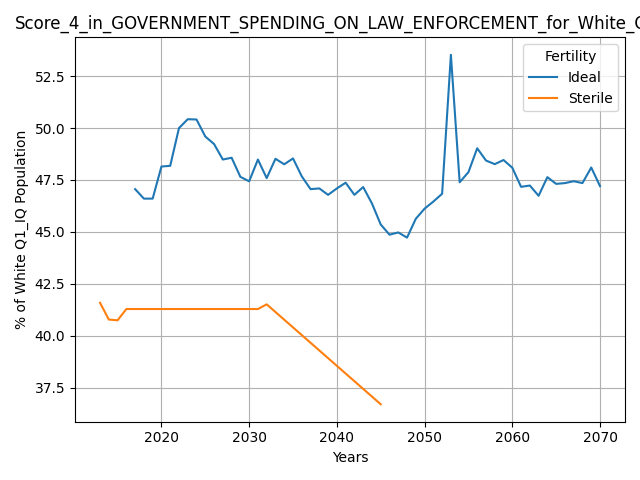 Score_4_in_GOVERNMENT_SPENDING_ON_LAW_ENFORCEMENT_for_White_
Fertility
Ideal
Sterile
% of White Q1_IQ Population
52.5
50.0
47.5
45.0
42.5
40.0
37.5
2020 2030 2040 2050 2060 2070
Years